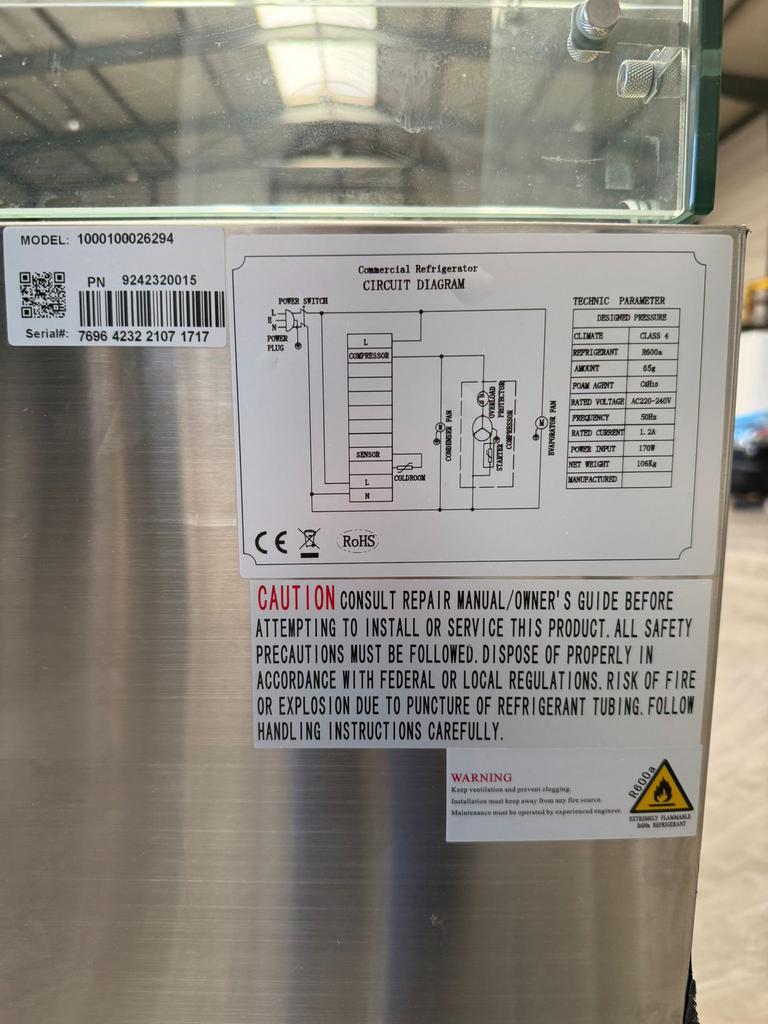 MODEL: 1000100026294
PN 9242320015
Serial#: 7696 4232 2107 1717
Commercial Refrigerator
CIRCUIT DIAGRAM
POWER SWITCH
L
E
N
POWER
PLUG
L
COMPRESSOR
SENSOR
L
N
COLDROOM
M
CONDENSER FAN
OVERLOAD
PROTECTOR
STARTER
COMPRESSOR
M
EVAPORATOR FAN
TECHNIC PARAMETER
DESIGNED PRESSURE
CLIMATE CLASS 4
REFRIGERANT R600a
AMOUNT 65g
FOAM AGENT C5H10
RATED VOLTAGE AC220-240V
FREQUENCY 50Hz
RATED CURRENT 1.2A
POWER INPUT 170W
NET WEIGHT 106Kg
MANUFACTURED
CE
RoHS
CAUTION CONSULT REPAIR MANUAL/OWNER'S GUIDE BEFORE
ATTEMPTING TO INSTALL OR SERVICE THIS PRODUCT. ALL SAFETY
PRECAUTIONS MUST BE FOLLOWED. DISPOSE OF PROPERLY IN
ACCORDANCE WITH FEDERAL OR LOCAL REGULATIONS. RISK OF FIRE
OR EXPLOSION DUE TO PUNCTURE OF REFRIGERANT TUBING. FOLLOW
HANDLING INSTRUCTIONS CAREFULLY.
WARNING
Keep ventilation and prevent clogging.
Installation must keep away from any fire source.
Maintenance must be operated by experienced engineer.
R600a
EXTREMELY FLAMMABLE
R600a REFRIGERANT